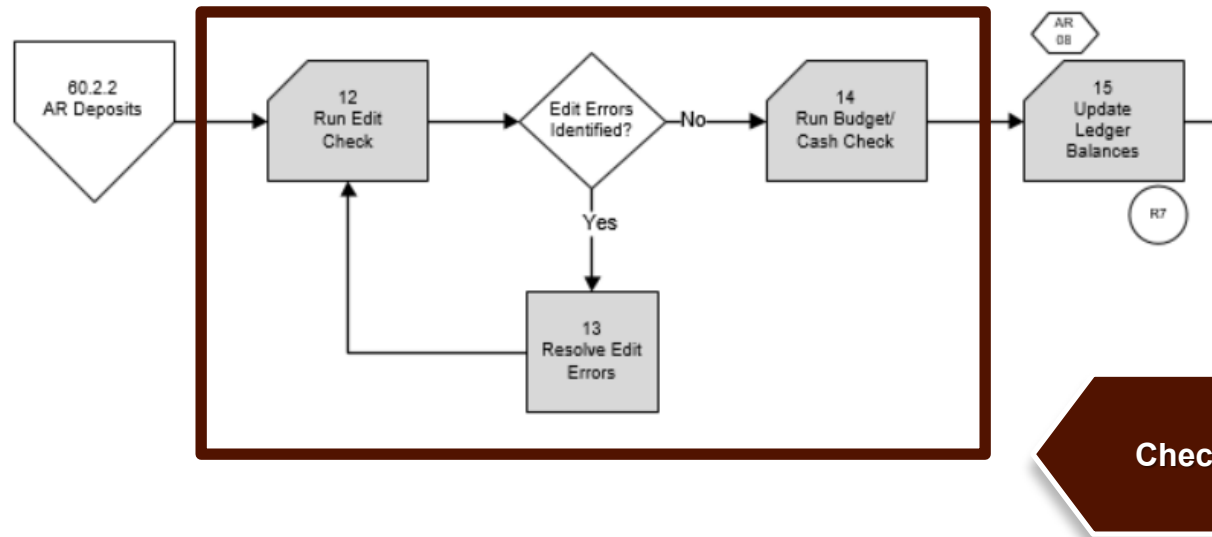 AR
08
60.2.2
AR Deposits
12
Run Edit
Check
Edit Errors
Identified?
No
14
Run Budget/
Cash Check
15
Update
Ledger
Balances
R7
Yes
13
Resolve Edit
Errors
Chec